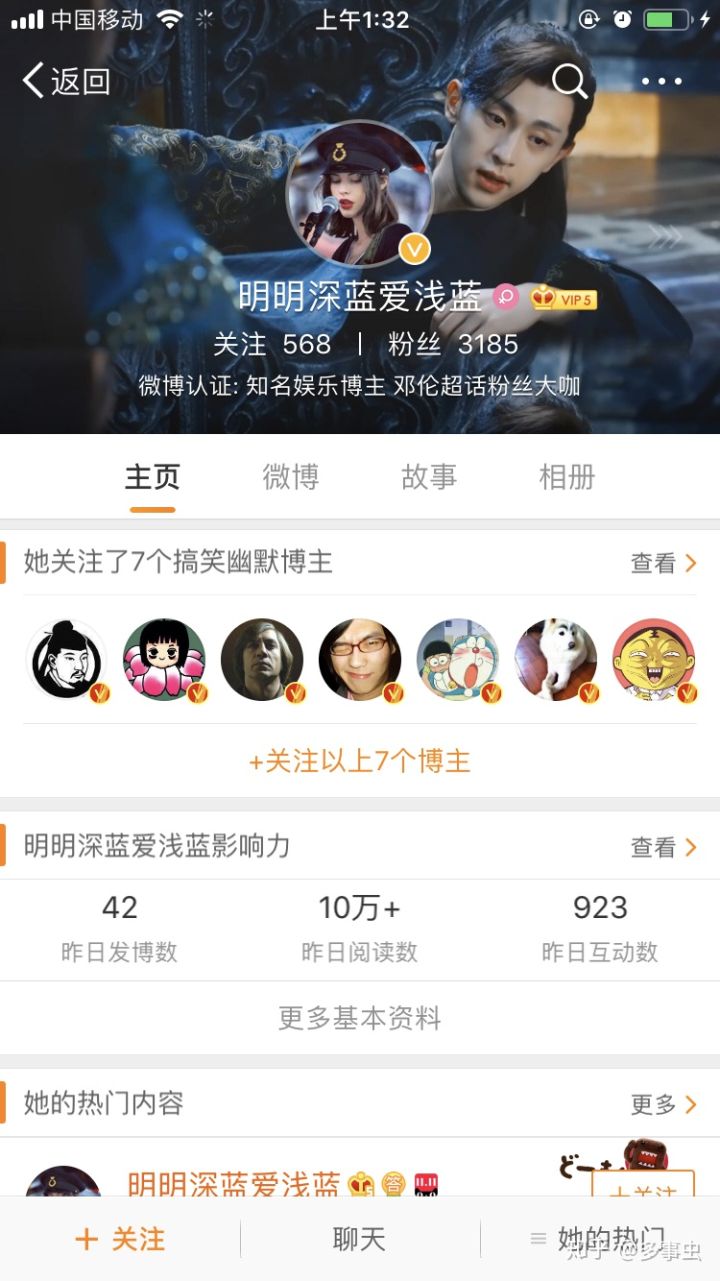 中国移动 上午1:32
返回
明明深蓝爱浅蓝 VIP 5
关注 568 | 粉丝 3185
微博认证: 知名娱乐博主 邓伦超话粉丝大咖
主页 微博 故事 相册
她关注了7个搞笑幽默博主 查看
+关注以上7个博主
明明深蓝爱浅蓝影响力 查看
42 10万+ 923
昨日发博数 昨日阅读数 昨日互动数
更多基本资料
她的热门内容 更多
明明深蓝爱浅蓝 答 11.11
+关注
+ 关注 聊天 她的热门
知乎 @多事虫